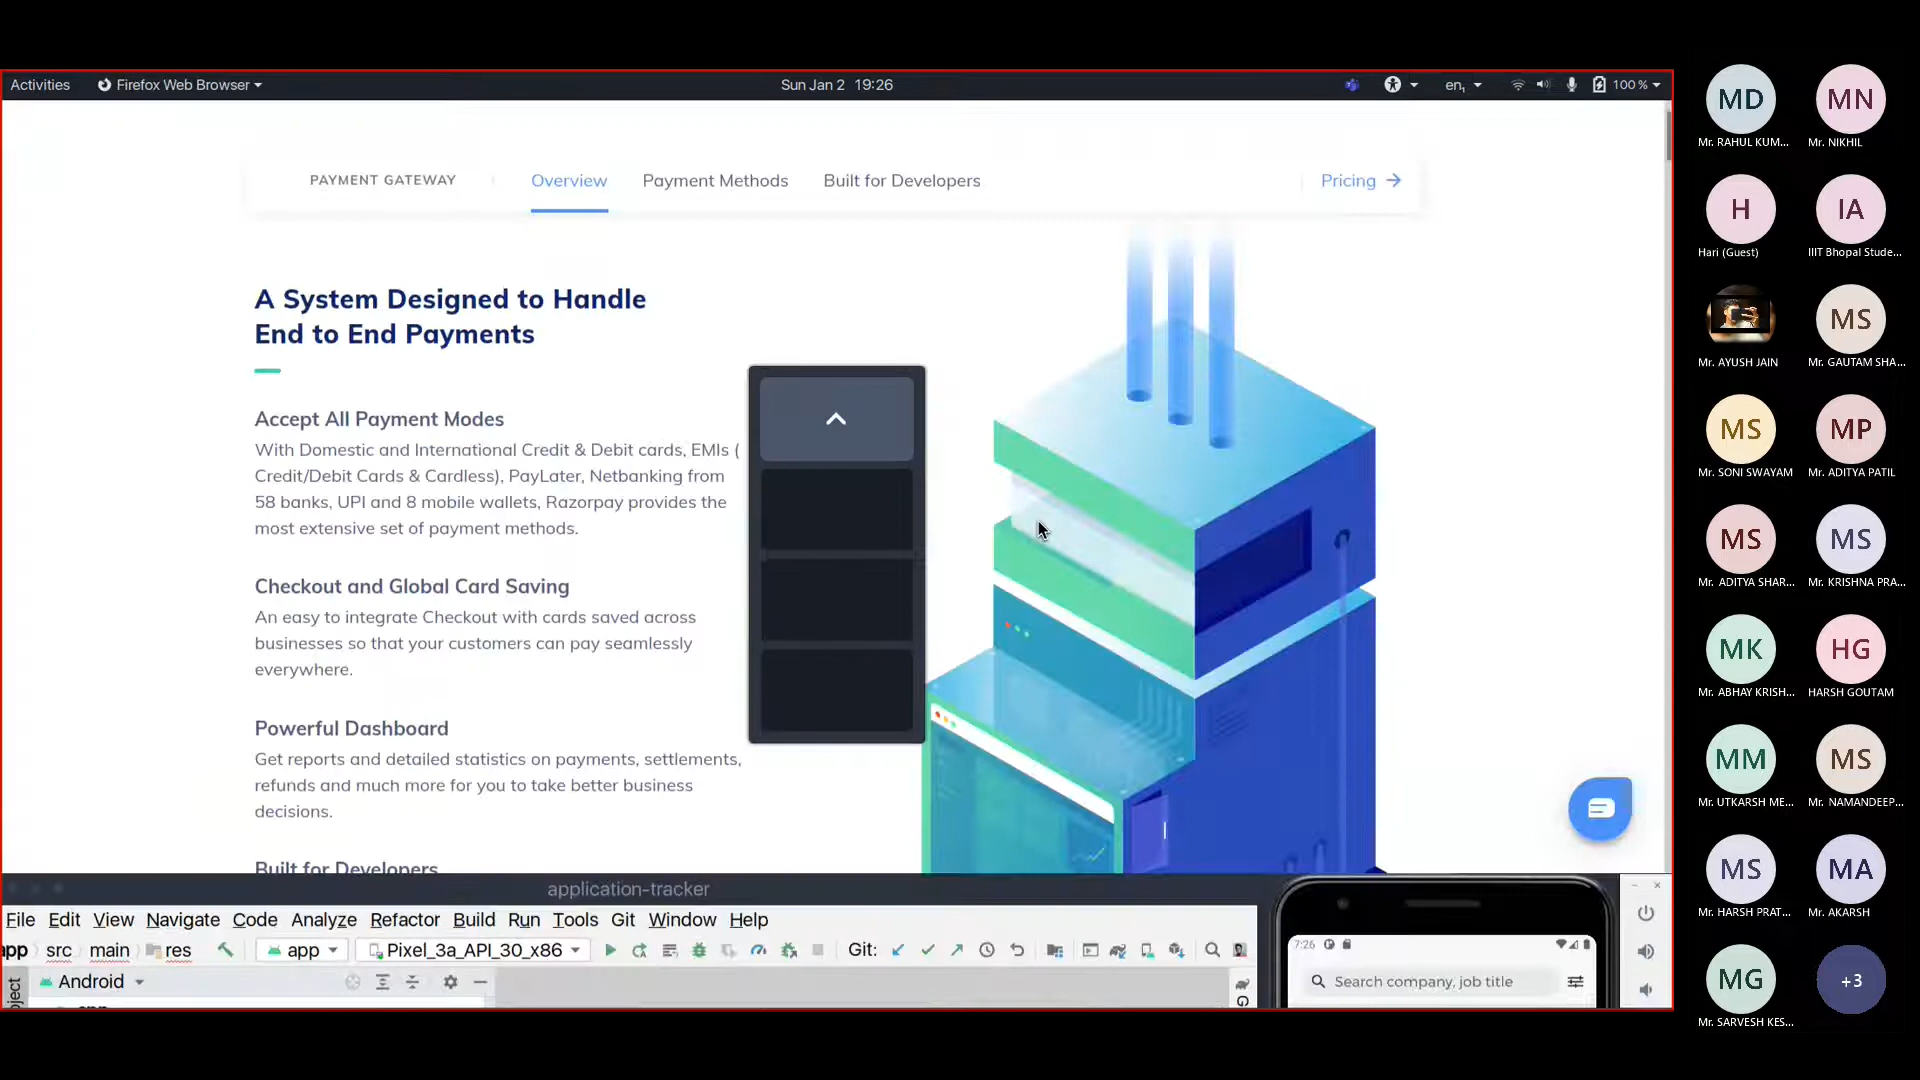 Activities
Firefox Web Browser
Sun Jan 2 19:26
en₁
100 %
PAYMENT GATEWAY
Overview
Payment Methods
Built for Developers
Pricing →
A System Designed to Handle
End to End Payments
Accept All Payment Modes
With Domestic and International Credit & Debit cards, EMIs (
Credit/Debit Cards & Cardless), PayLater, Netbanking from
58 banks, UPI and 8 mobile wallets, Razorpay provides the
most extensive set of payment methods.
Checkout and Global Card Saving
An easy to integrate Checkout with cards saved across
businesses so that your customers can pay seamlessly
everywhere.
Powerful Dashboard
Get reports and detailed statistics on payments, settlements,
refunds and much more for you to take better business
decisions.
Built for Developers
application-tracker
File Edit View Navigate Code Analyze Refactor Build Run Tools Git Window Help
app src main res
app
Pixel_3a_API_30_x86
Git:
Android
7:26
Search company, job title
MD
Mr. RAHUL KUM...
MN
Mr. NIKHIL
H
Hari (Guest)
IA
IIIT Bhopal Stude...
Mr. AYUSH JAIN
MS
Mr. GAUTAM SHA...
MS
Mr. SONI SWAYAM
MP
Mr. ADITYA PATIL
MS
Mr. ADITYA SHAR...
MS
Mr. KRISHNA PRA...
MK
Mr. ABHAY KRISH...
HG
HARSH GOUTAM
MM
Mr. UTKARSH ME...
MS
Mr. NAMANDEEP...
MS
Mr. HARSH PRAT...
MA
Mr. AKARSH
MG
Mr. SARVESH KES...
+3